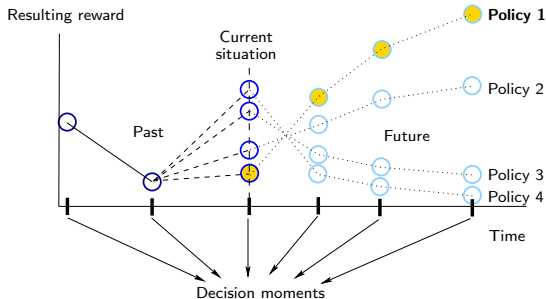 Resulting reward
Policy 1
Current
situation
Policy 2
Past
Future
Policy 3
Policy 4
Time
Decision moments